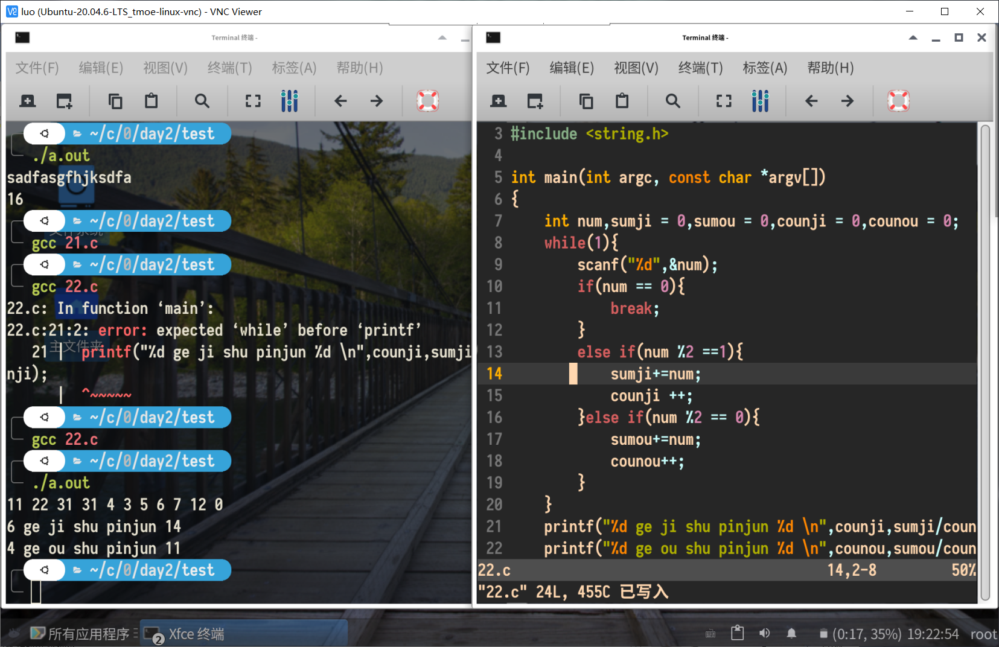 luo (Ubuntu-20.04.6-LTS_tmoe-linux-vnc) - VNC Viewer
Terminal 终端 -
文件(F) 编辑(E) 视图(V) 终端(T) 标签(A) 帮助(H)
~/c/0/day2/test
./a.out
sadfasgfhjksdfa
16
~/c/0/day2/test
文件系统
gcc 21.c
~/c/0/day2/test
gcc 22.c
22.c: In function ‘main’:
22.c:21:2: error: expected ‘while’ before ‘printf’
主文件夹
21 | printf("%d ge ji shu pinjun %d \n",counji,sumji
nji);
| ^~~~~~
~/c/0/day2/test
gcc 22.c
~/c/0/day2/test
./a.out
11 22 31 31 4 3 5 6 7 12 0
6 ge ji shu pinjun 14
4 ge ou shu pinjun 11
~/c/0/day2/test
Terminal 终端 -
文件(F) 编辑(E) 视图(V) 终端(T) 标签(A) 帮助(H)
3 #include <string.h>
4
5 int main(int argc, const char *argv[])
6 {
7 int num,sumji = 0,sumou = 0,counji = 0,counou = 0;
8 while(1){
9 scanf("%d",&num);
10 if(num == 0){
11 break;
12 }
13 else if(num %2 ==1){
14 sumji+=num;
15 counji ++;
16 }else if(num %2 == 0){
17 sumou+=num;
18 counou++;
19 }
20 }
21 printf("%d ge ji shu pinjun %d \n",counji,sumji/coun
22 printf("%d ge ou shu pinjun %d \n",counou,sumou/coun
22.c 14,2-8 50%
"22.c" 24L, 455C 已写入
所有应用程序 2 Xfce 终端 (0:17, 35%) 19:22:54 root